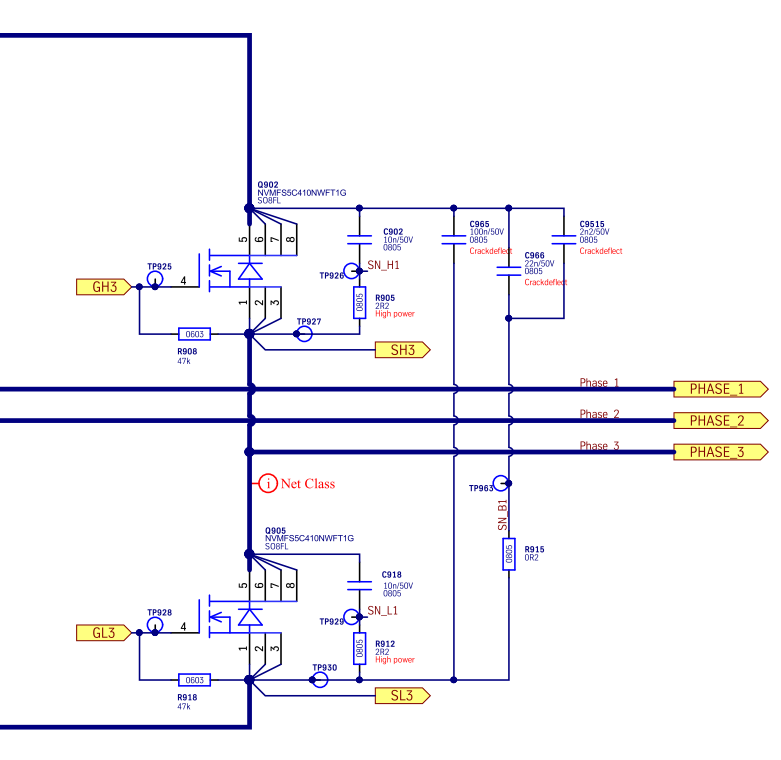 Q902
NVMFS5C410NWFT1G
SO8FL
5
6
7
8
C902
10n/50V
0805
C965
100n/50V
0805
Crackdeflect
C9515
2n2/50V
0805
Crackdeflect
C966
22n/50V
0805
Crackdeflect
TP925
GH3
4
TP926
SN_H1
0805
R905
2R2
High power
1
2
3
TP927
0603
R908
47k
SH3
Phase_1
PHASE_1
Phase_2
PHASE_2
Phase_3
PHASE_3
i Net Class
TP963
SN_B1
0805
R915
0R2
Q905
NVMFS5C410NWFT1G
SO8FL
5
6
7
8
C918
10n/50V
0805
TP928
GL3
4
TP929
SN_L1
0805
R912
2R2
High power
1
2
3
TP930
0603
R918
47k
SL3